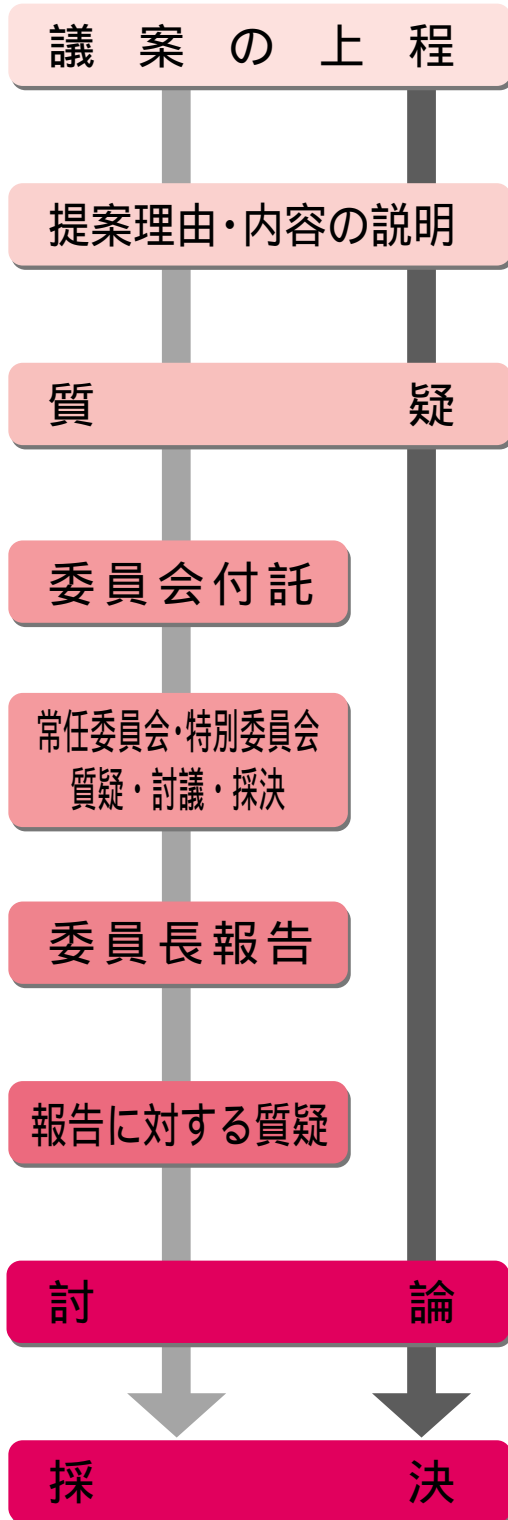 議案の上程
提案理由・内容の説明
質疑
委員会付託
常任委員会・特別委員会
質疑・討議・採決
委員長報告
報告に対する質疑
討論
採決